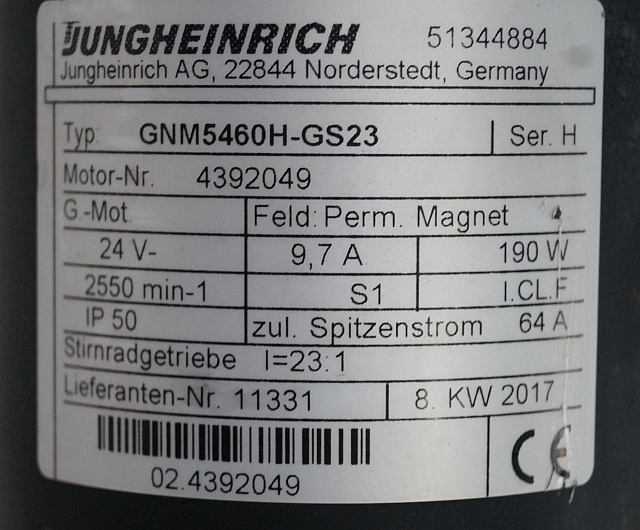 JUNGHEINRICH 51344884
Jungheinrich AG, 22844 Norderstedt, Germany
Typ: GNM5460H-GS23 Ser. H
Motor-Nr. 4392049
G.-Mot. Feld: Perm. Magnet
24 V- 9,7 A 190 W
2550 min-1 S1 I.CL.F
IP 50 zul. Spitzenstrom 64 A
Stirnradgetriebe I=23:1
Lieferanten-Nr. 11331 8. KW 2017
02.4392049 CE